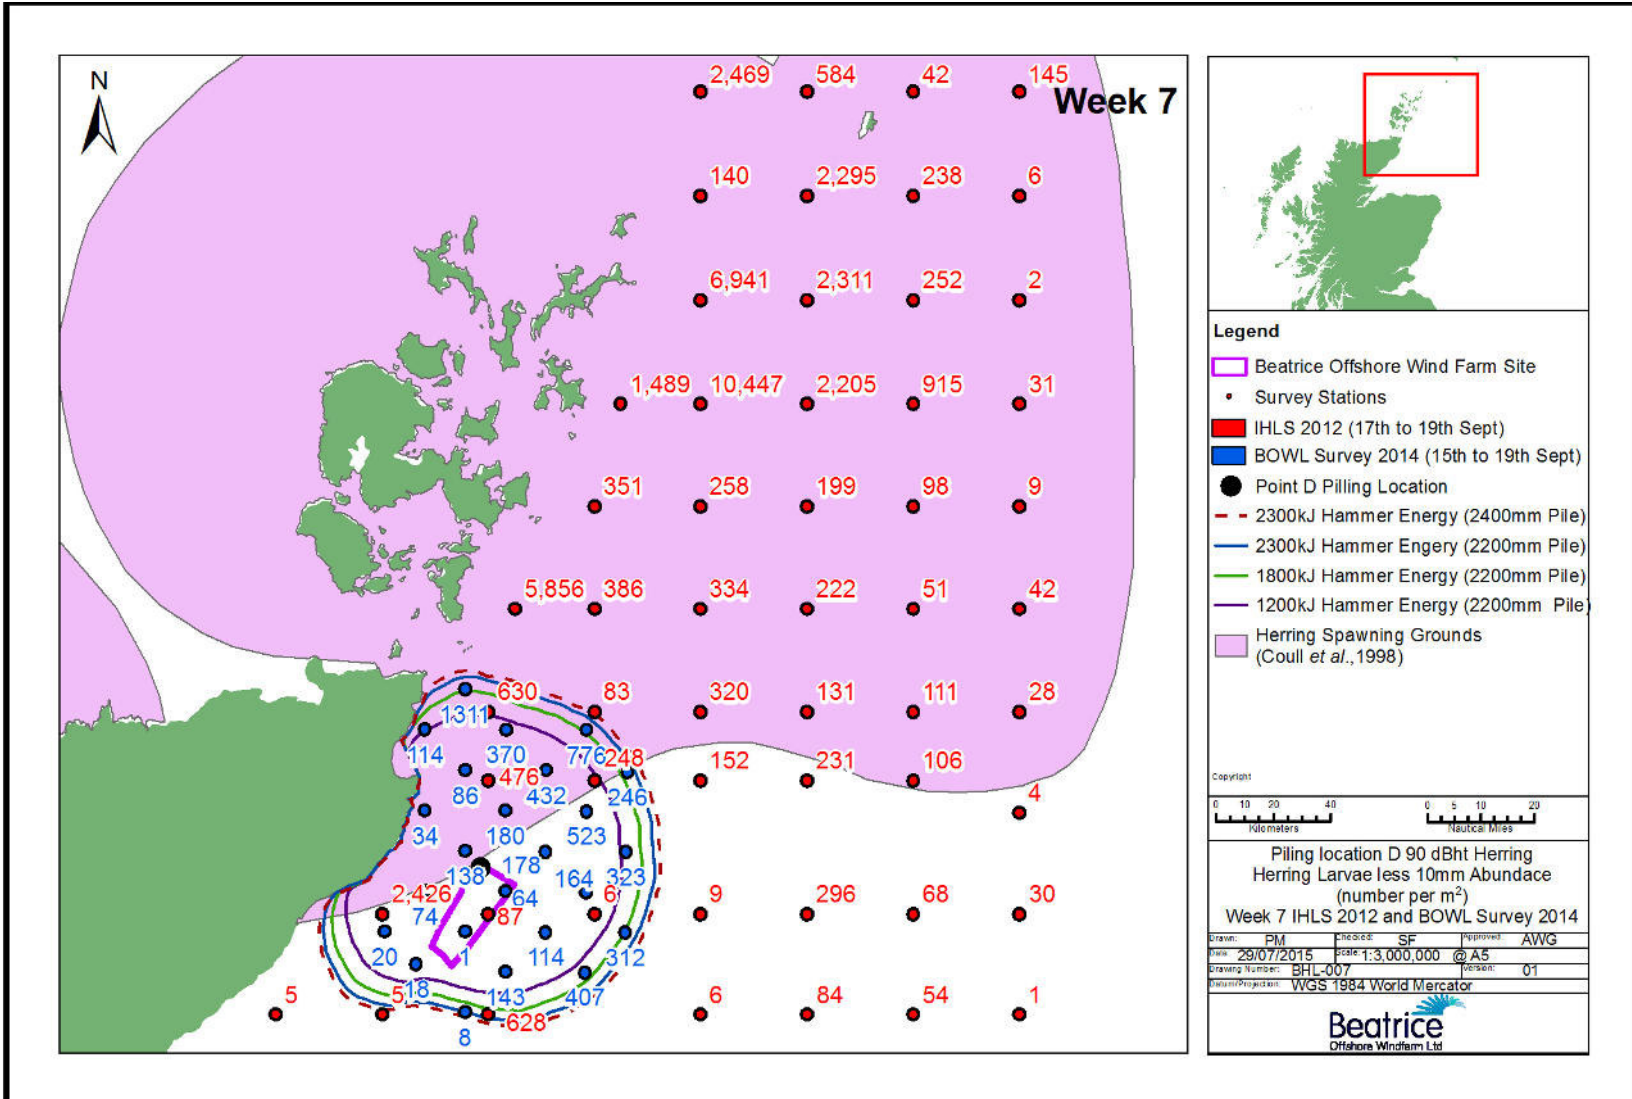 N
Week 7
2,469 584 42 145
140 2,295 238 6
6,941 2,311 252 2
1,489 10,447 2,205 915 31
351 258 199 98 9
5,856 386 334 222 51 42
630 83 320 131 111 28
1311
114 370 776 248 152 231 106
476
86 432 246 4
34 180 523
178
138 164 323
2,426 64 6 9 296 68 30
74 87
20 1 114 312
18 143 407
5 5 628 6 84 54 1
8
Legend
Beatrice Offshore Wind Farm Site
Survey Stations
IHLS 2012 (17th to 19th Sept)
BOWL Survey 2014 (15th to 19th Sept)
Point D Pilling Location
2300kJ Hammer Energy (2400mm Pile)
2300kJ Hammer Engery (2200mm Pile)
1800kJ Hammer Energy (2200mm Pile)
1200kJ Hammer Energy (2200mm Pile)
Herring Spawning Grounds
(Coull et al.,1998)
Copyright
0 10 20 40
Kilometers
0 5 10 20
Nautical Miles
Piling location D 90 dBht Herring
Herring Larvae less 10mm Abundace
(number per m²)
Week 7 IHLS 2012 and BOWL Survey 2014
Drawn: PM Checked: SF Approved: AWG
Date: 29/07/2015 Scale: 1:3,000,000 @ A5
Drawing Number: BHL-007 Version: 01
Datum/Projection: WGS 1984 World Mercator
Beatrice
Offshore Windfarm Ltd